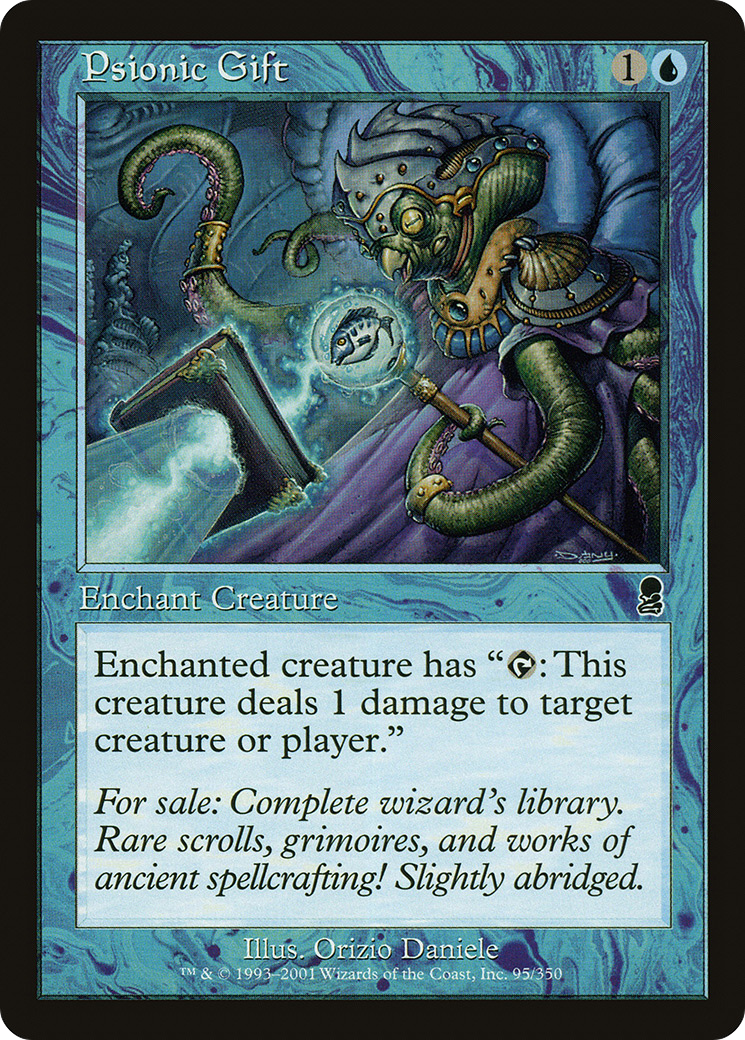 Psionic Gift 1
D. ANY.
Enchant Creature
Enchanted creature has “: This
creature deals 1 damage to target
creature or player.”
For sale: Complete wizard’s library.
Rare scrolls, grimoires, and works of
ancient spellcrafting! Slightly abridged.
Illus. Orizio Daniele
™ & © 1993–2001 Wizards of the Coast, Inc. 95/350